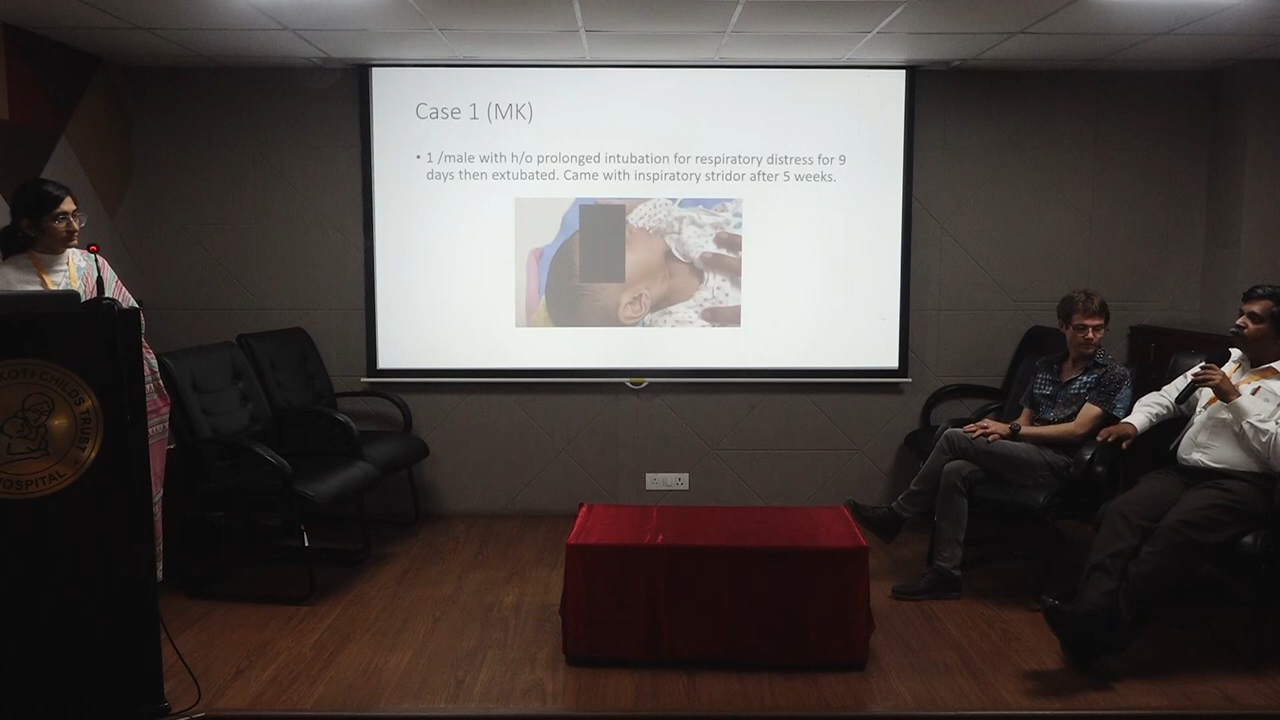 Case 1 (MK)
• 1 /male with h/o prolonged intubation for respiratory distress for 9
days then extubated. Came with inspiratory stridor after 5 weeks.
CHILDS TRUST
HOSPITAL